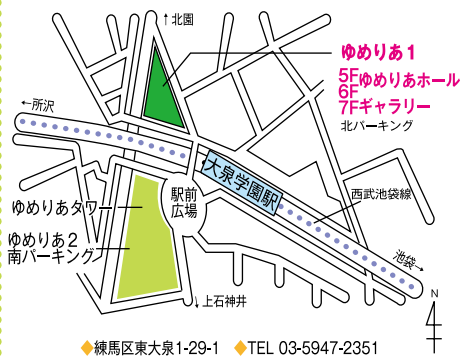 ↑北園
ゆめりあ1
5Fゆめりあホール
6F
7Fギャラリー
北パーキング
←所沢
大泉学園駅
西武池袋線
駅前
広場
ゆめりあタワー
ゆめりあ2
南パーキング
池袋→
↓上石神井
N
◆練馬区東大泉1-29-1 ◆TEL 03-5947-2351